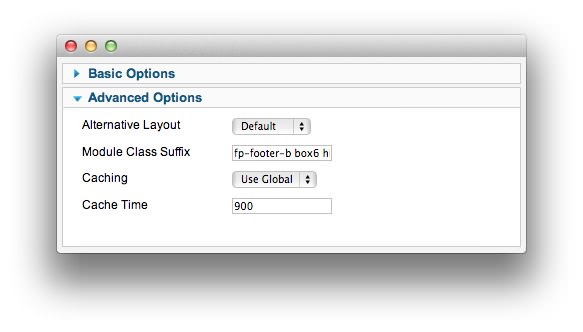 Basic Options
Advanced Options
Alternative Layout Default
Module Class Suffix fp-footer-b box6 h
Caching Use Global
Cache Time 900